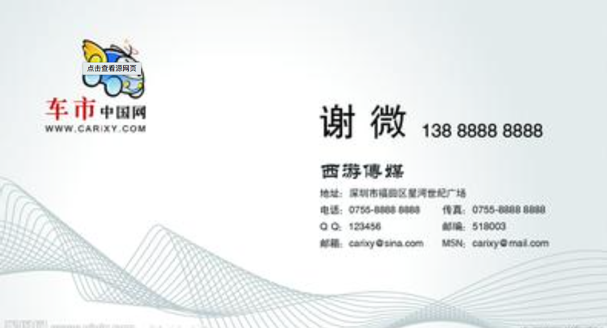 点击查看源网页
车市中国网
WWW.CARIXY.COM
谢 微 138 8888 8888
西游傳媒
地址：深圳市福田区星河世纪广场
电话：0755-8888 8888 传真：0755-8888 8888
Q Q：123456 邮编：518003
邮箱：carixy@sina.com MSN：carixy@mail.com